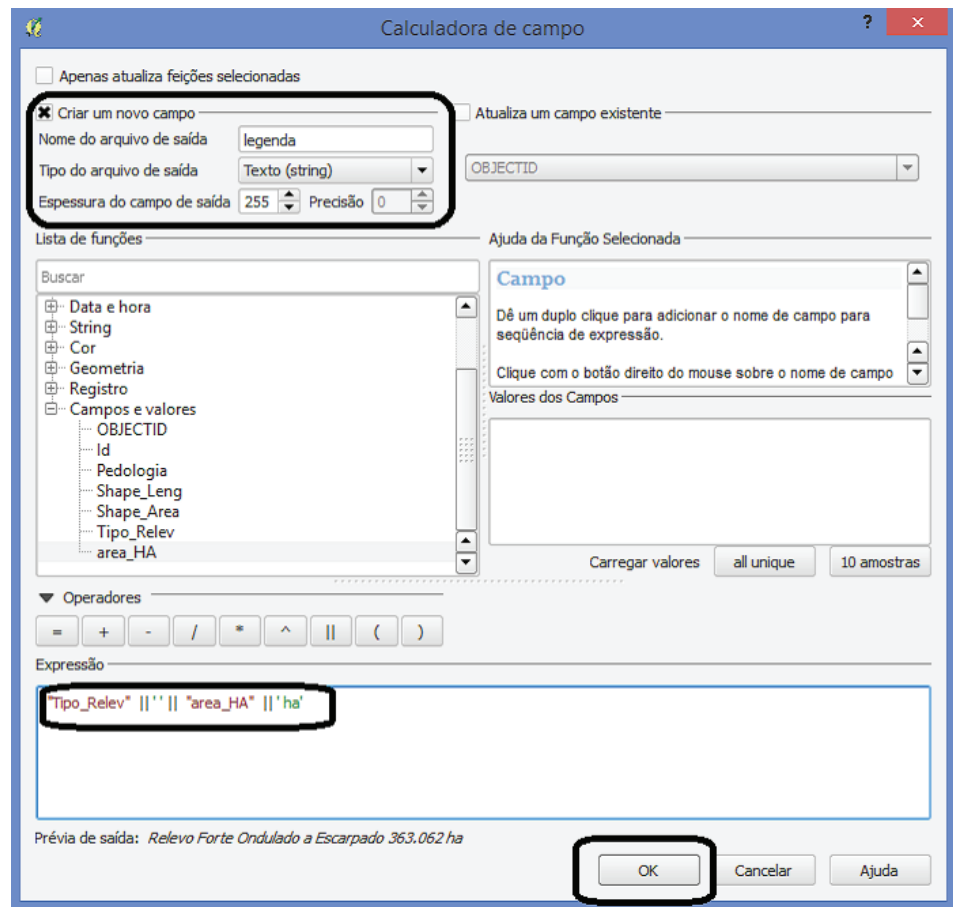 Calculadora de campo
?
×
Apenas atualiza feições selecionadas
Criar um novo campo
Nome do arquivo de saída legenda
Tipo do arquivo de saída Texto (string)
Espessura do campo de saída 255 Precisão 0
Atualiza um campo existente
OBJECTID
Lista de funções
Buscar
Data e hora
String
Cor
Geometria
Registro
Campos e valores
OBJECTID
Id
Pedologia
Shape_Leng
Shape_Area
Tipo_Relev
area_HA
Ajuda da Função Selecionada
Campo
Dê um duplo clique para adicionar o nome de campo para
seqüência de expressão.
Clique com o botão direito do mouse sobre o nome de campo
Valores dos Campos
Carregar valores all unique 10 amostras
Operadores
= + - / * ^ || ( )
Expressão
"Tipo_Relev" || ' ' || "area_HA" || ' ha'
Prévia de saída: Relevo Forte Ondulado a Escarpado 363.062 ha
OK Cancelar Ajuda